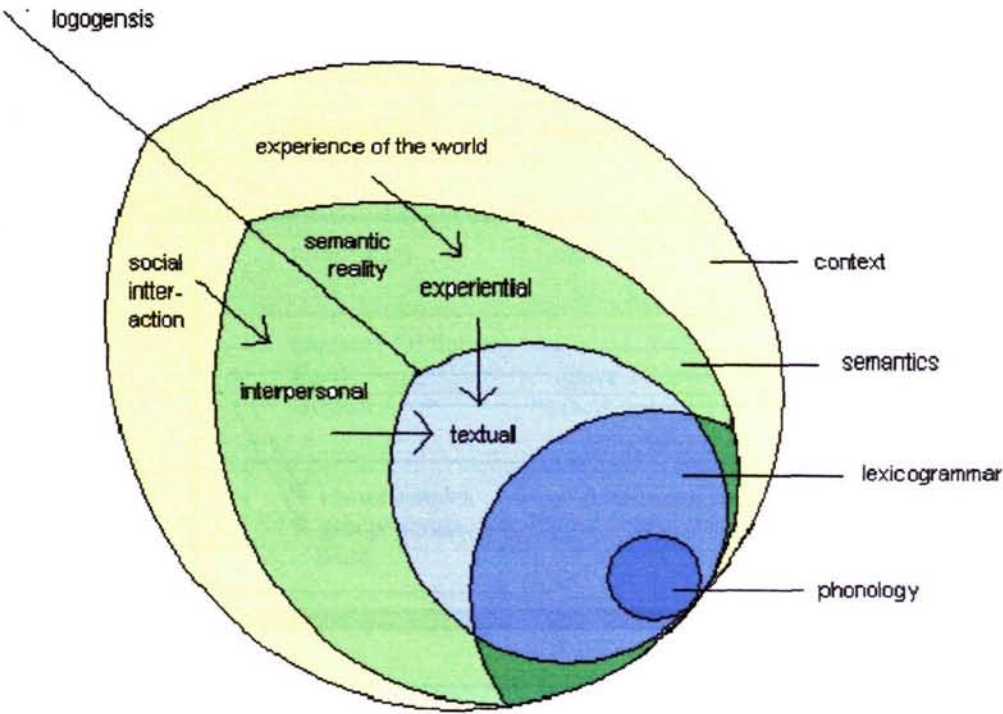 logogensis
experience of the world
semantic
reality
social
intter-
action
experiential
context
semantics
interpersonal
textual
lexicogrammar
phonology